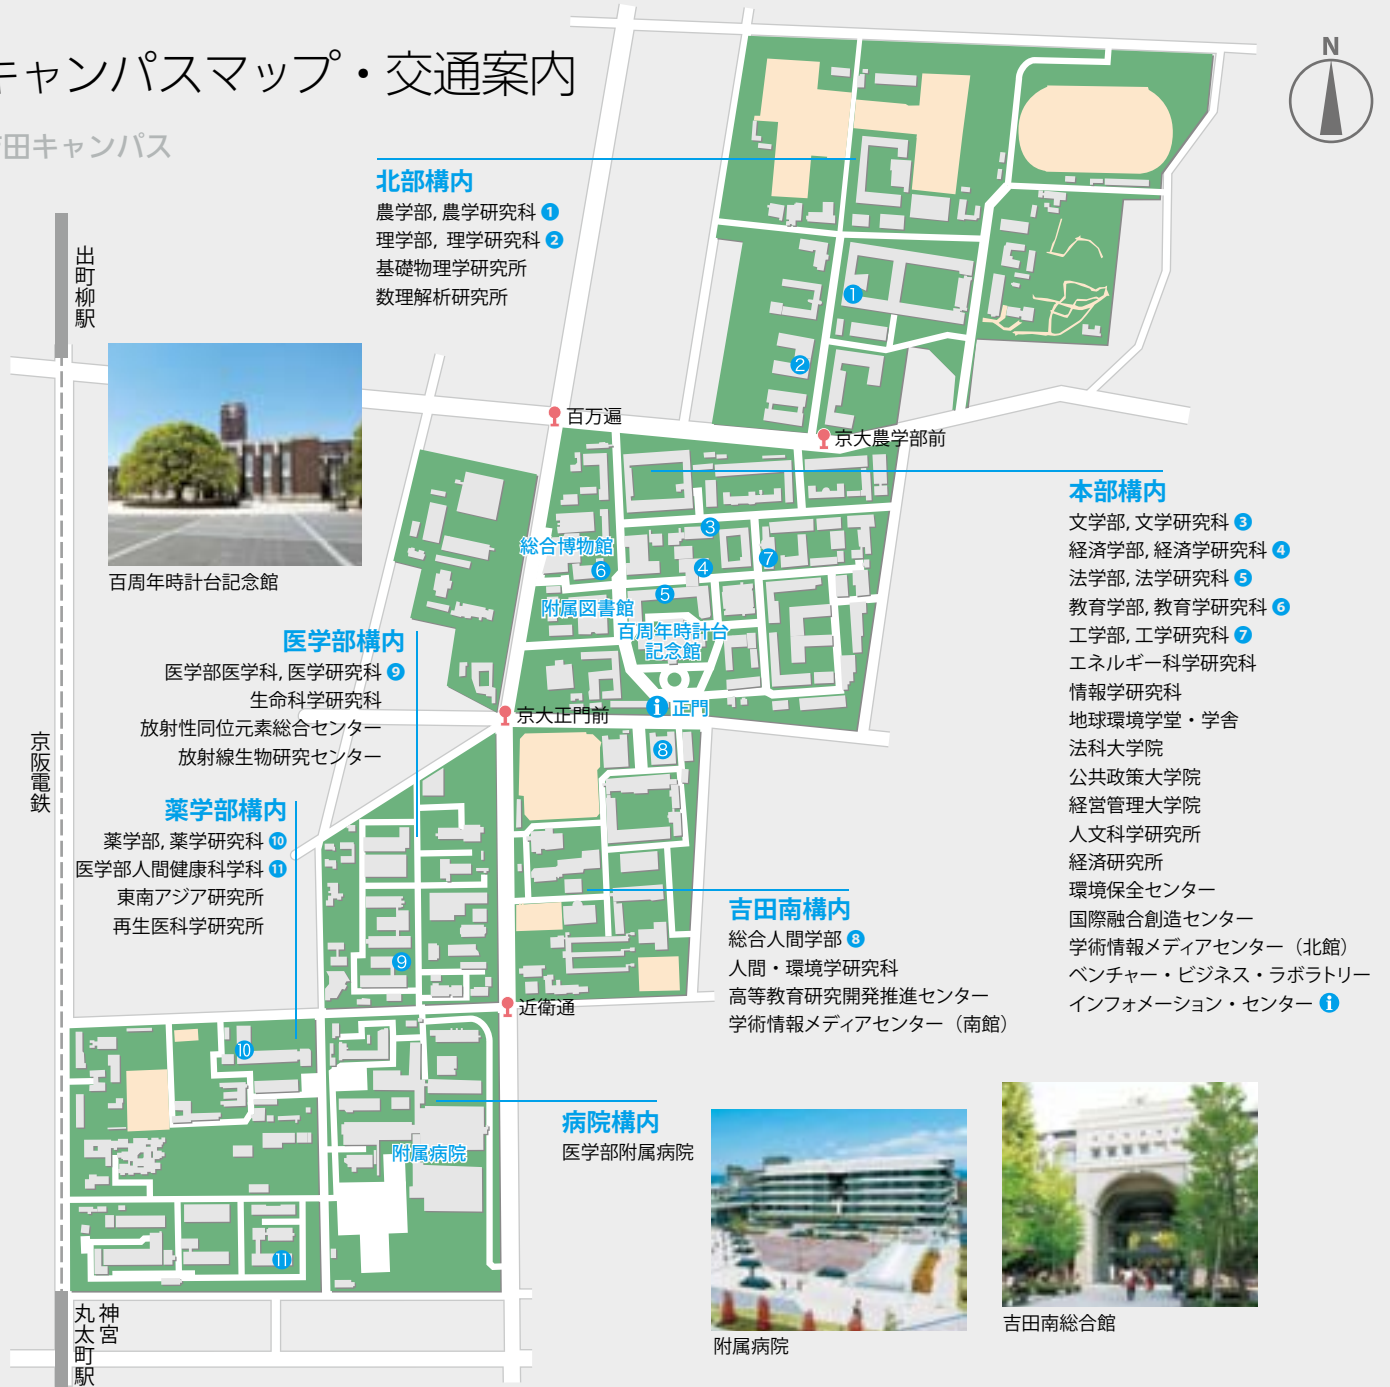 キャンパスマップ・交通案内
田キャンパス
N
北部構内
農学部, 農学研究科 1
理学部, 理学研究科 2
基礎物理学研究所
数理解析研究所
出町柳駅
百周年時計台記念館
百万遍
京大農学部前
1
2
3
4
5
6
7
総合博物館
附属図書館
百周年時計台
記念館
i 正門
京大正門前
8
本部構内
文学部, 文学研究科 3
経済学部, 経済学研究科 4
法学部, 法学研究科 5
教育学部, 教育学研究科 6
工学部, 工学研究科 7
エネルギー科学研究科
情報学研究科
地球環境学堂・学舎
法科大学院
公共政策大学院
経営管理大学院
人文科学研究所
経済研究所
環境保全センター
国際融合創造センター
学術情報メディアセンター（北館）
ベンチャー・ビジネス・ラボラトリー
インフォメーション・センター i
医学部構内
医学部医学科, 医学研究科 9
生命科学研究科
放射性同位元素総合センター
放射線生物研究センター
京阪電鉄
薬学部構内
薬学部, 薬学研究科 10
医学部人間健康科学科 11
東南アジア研究所
再生医科学研究所
吉田南構内
総合人間学部 8
人間・環境学研究科
高等教育研究開発推進センター
学術情報メディアセンター（南館）
9
近衛通
10
附属病院
11
病院構内
医学部附属病院
神宮
丸太町駅
附属病院
吉田南総合館